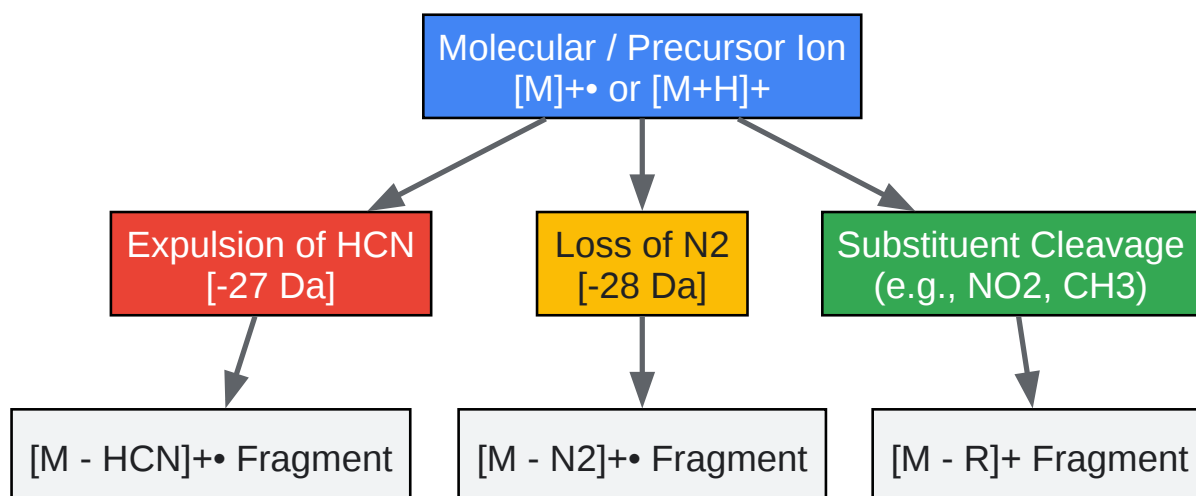 Molecular / Precursor Ion
[M]+• or [M+H]+
Expulsion of HCN
[-27 Da]
Loss of N2
[-28 Da]
Substituent Cleavage
(e.g., NO2, CH3)
[M - HCN]+• Fragment
[M - N2]+• Fragment
[M - R]+ Fragment